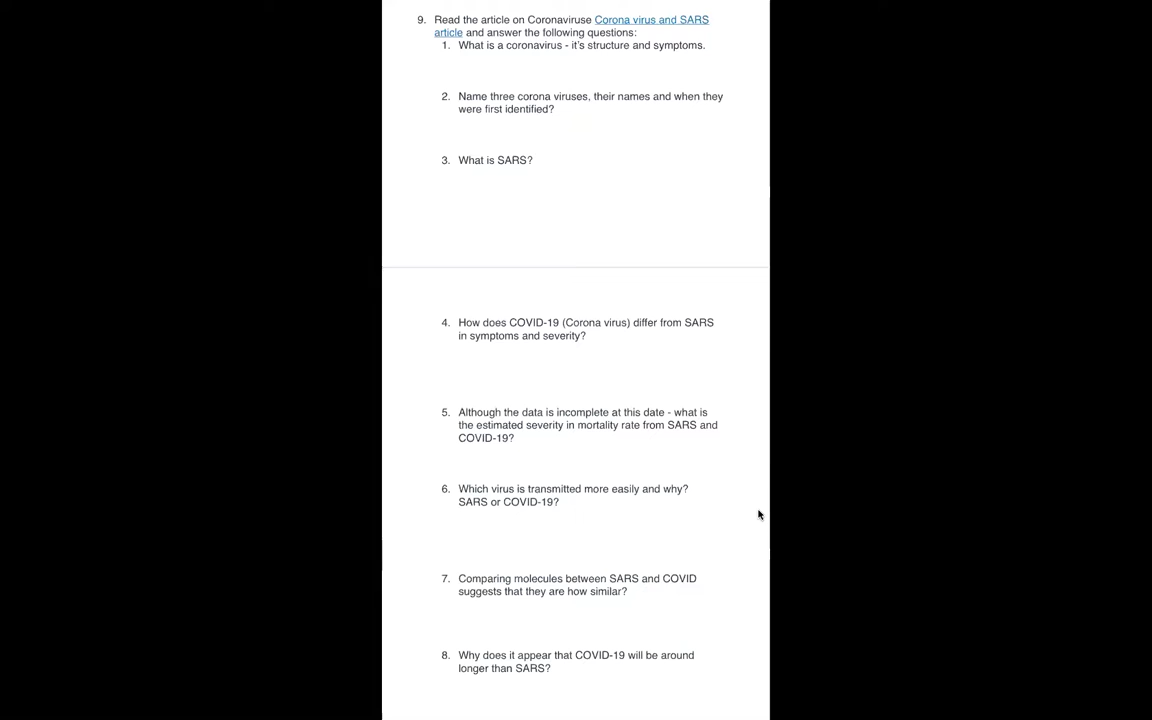 9. Read the article on Coronaviruse Corona virus and SARS
article and answer the following questions:
1. What is a coronavirus - it's structure and symptoms.
2. Name three corona viruses, their names and when they
were first identified?
3. What is SARS?
4. How does COVID-19 (Corona virus) differ from SARS
in symptoms and severity?
5. Although the data is incomplete at this date - what is
the estimated severity in mortality rate from SARS and
COVID-19?
6. Which virus is transmitted more easily and why?
SARS or COVID-19?
7. Comparing molecules between SARS and COVID
suggests that they are how similar?
8. Why does it appear that COVID-19 will be around
longer than SARS?